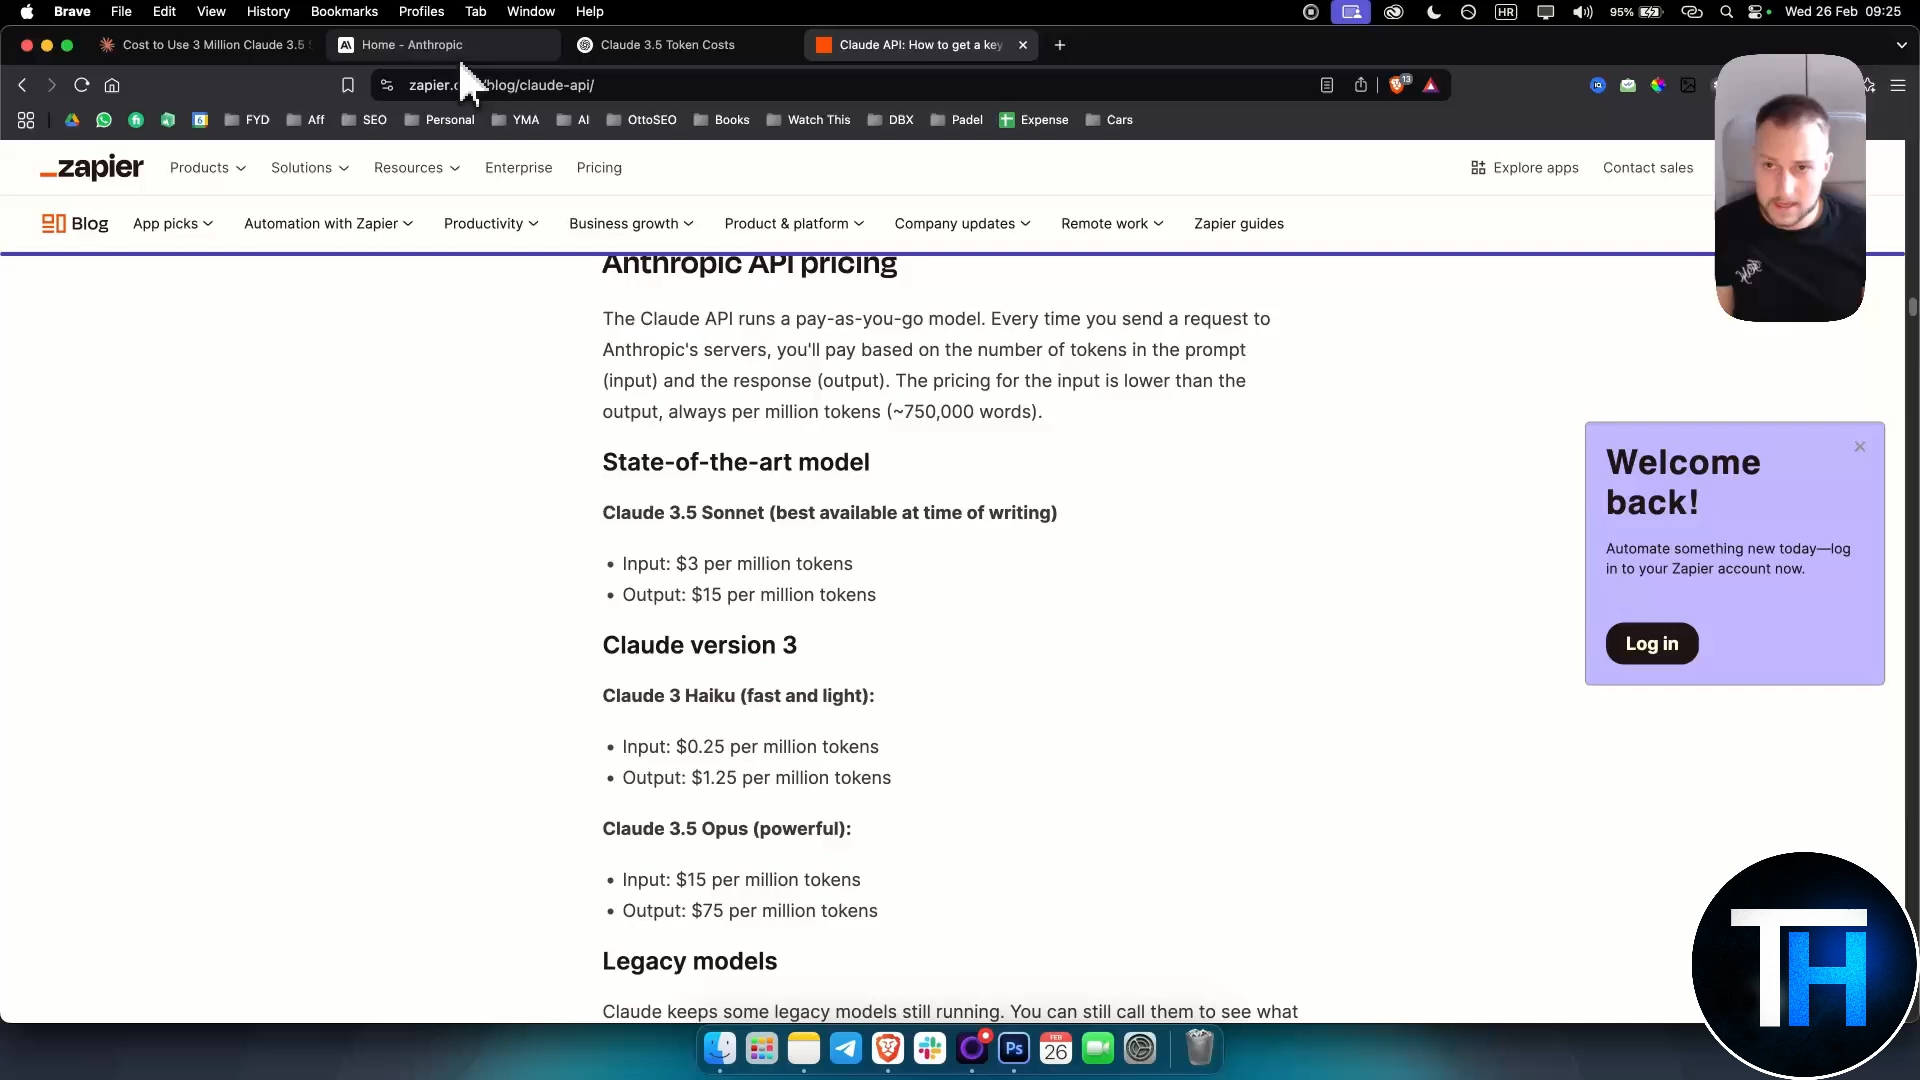 Brave File Edit View History Bookmarks Profiles Tab Window Help HR 95% Wed 26 Feb 09:25
Cost to Use 3 Million Claude 3.5 Home - Anthropic Claude 3.5 Token Costs Claude API: How to get a key
blog/claude-api/ 13
FYD Aff SEO Personal YMA AI OttoSEO Books Watch This DBX Padel Expense Cars
zapier Products Solutions Resources Enterprise Pricing Explore apps Contact sales
Blog App picks Automation with Zapier Productivity Business growth Product & platform Company updates Remote work Zapier guides
Anthropic API pricing
The Claude API runs a pay-as-you-go model. Every time you send a request to
Anthropic's servers, you'll pay based on the number of tokens in the prompt
(input) and the response (output). The pricing for the input is lower than the
output, always per million tokens (~750,000 words).
State-of-the-art model
Claude 3.5 Sonnet (best available at time of writing)
• Input: $3 per million tokens
• Output: $15 per million tokens
Claude version 3
Claude 3 Haiku (fast and light):
• Input: $0.25 per million tokens
• Output: $1.25 per million tokens
Claude 3.5 Opus (powerful):
• Input: $15 per million tokens
• Output: $75 per million tokens
Legacy models
Claude keeps some legacy models still running. You can still call them to see what
Welcome
back!
Automate something new today—log
in to your Zapier account now.
Log in
TH
Ps
FEB
26